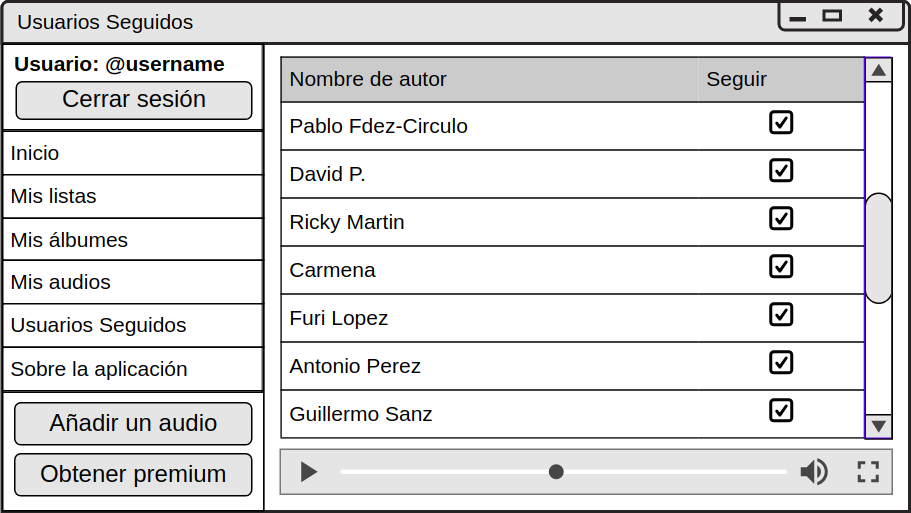 Usuarios Seguidos
Usuario: @username
Cerrar sesión
Inicio
Mis listas
Mis álbumes
Mis audios
Usuarios Seguidos
Sobre la aplicación
Añadir un audio
Obtener premium
Nombre de autor Seguir
Pablo Fdez-Circulo
David P.
Ricky Martin
Carmena
Furi Lopez
Antonio Perez
Guillermo Sanz